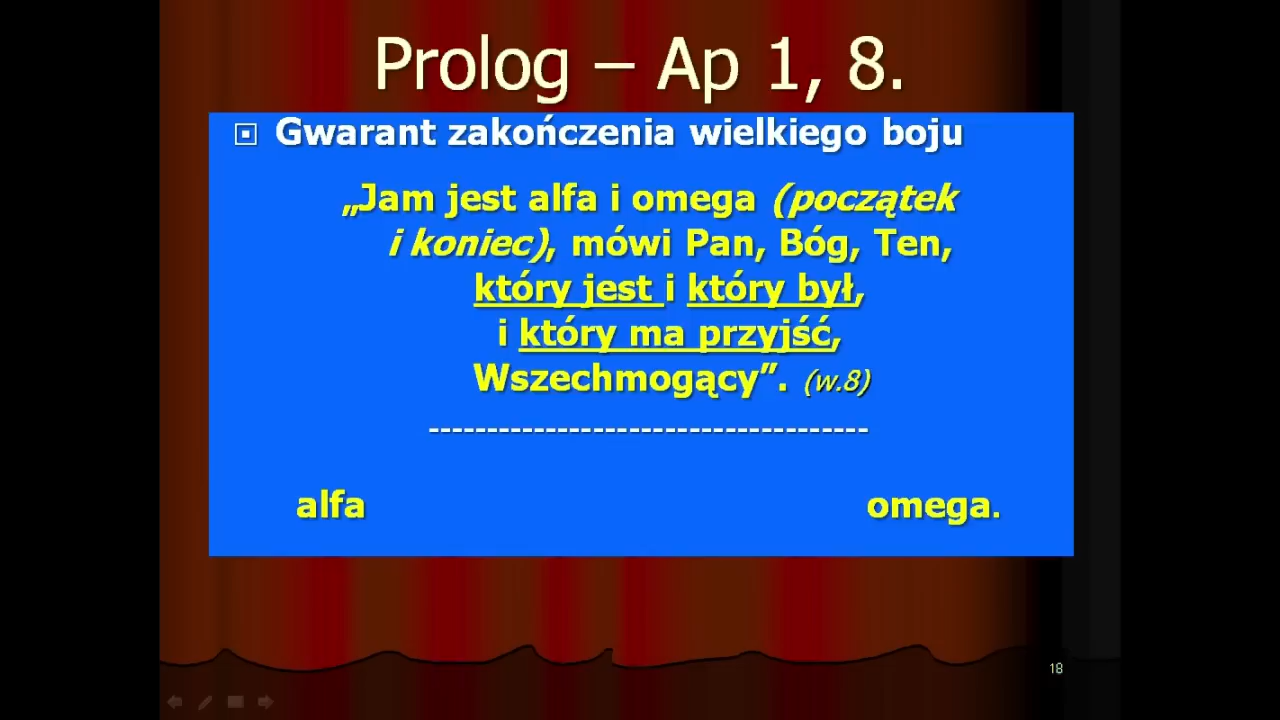 Prolog – Ap 1, 8.
Gwarant zakończenia wielkiego boju
„Jam jest alfa i omega (początek
i koniec), mówi Pan, Bóg, Ten,
który jest i który był,
i który ma przyjść,
Wszechmogący”. (w.8)
-------------------------------------
alfa omega.
18